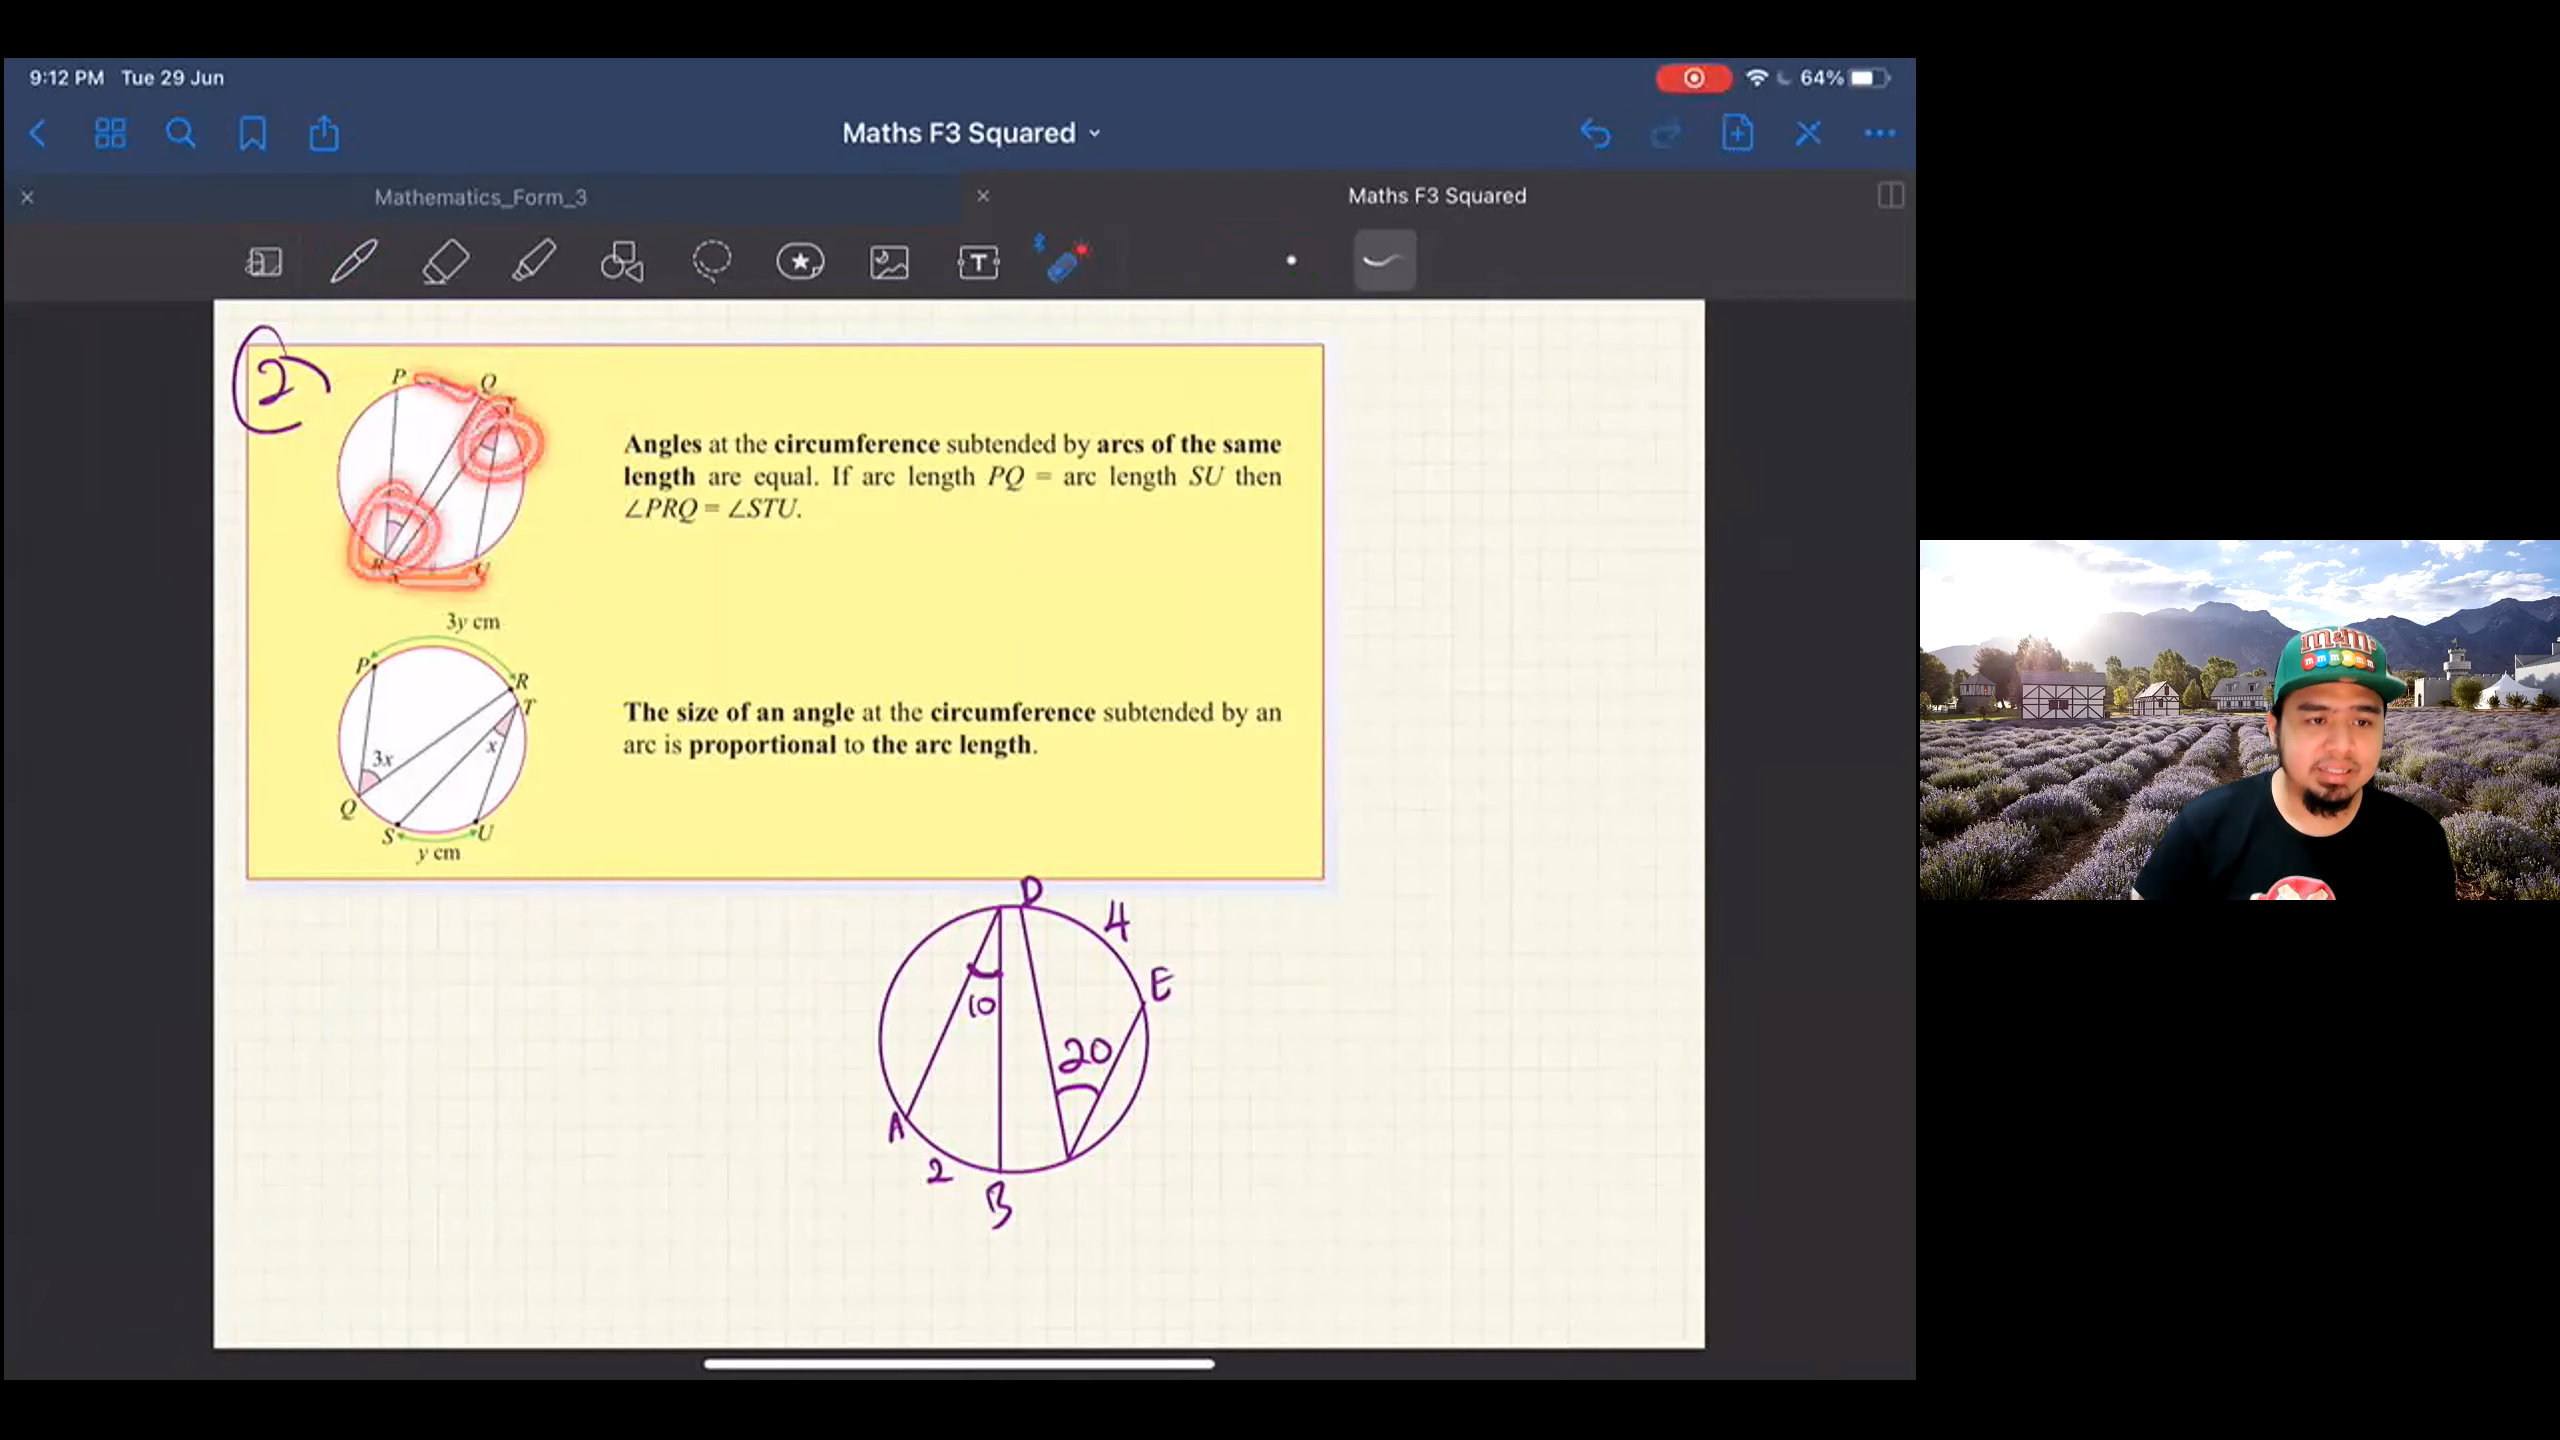 9:12 PM Tue 29 Jun
64%
Maths F3 Squared
Mathematics_Form_3
Maths F3 Squared
T
2
P Q
R U
Angles at the circumference subtended by arcs of the same
length are equal. If arc length PQ = arc length SU then
∠PRQ = ∠STU.
3y cm
P
R
T
x
3x
Q
S U
y cm
The size of an angle at the circumference subtended by an
arc is proportional to the arc length.
D
4
E
10
20
A
2
B
m&m's
mmmmm